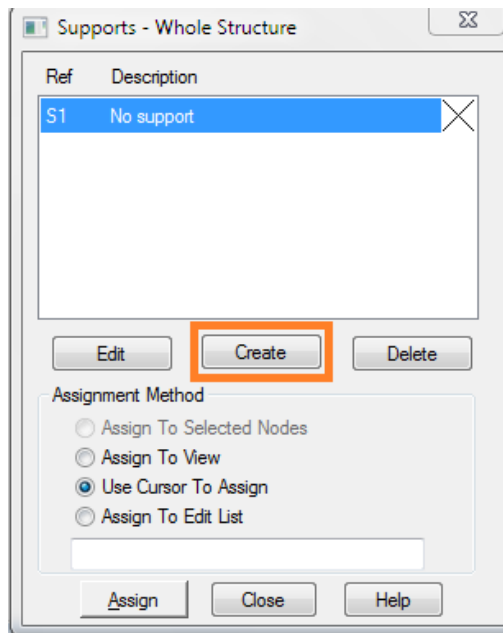 Supports - Whole Structure
Ref Description
S1 No support
Edit Create Delete
Assignment Method
Assign To Selected Nodes
Assign To View
Use Cursor To Assign
Assign To Edit List
Assign Close Help